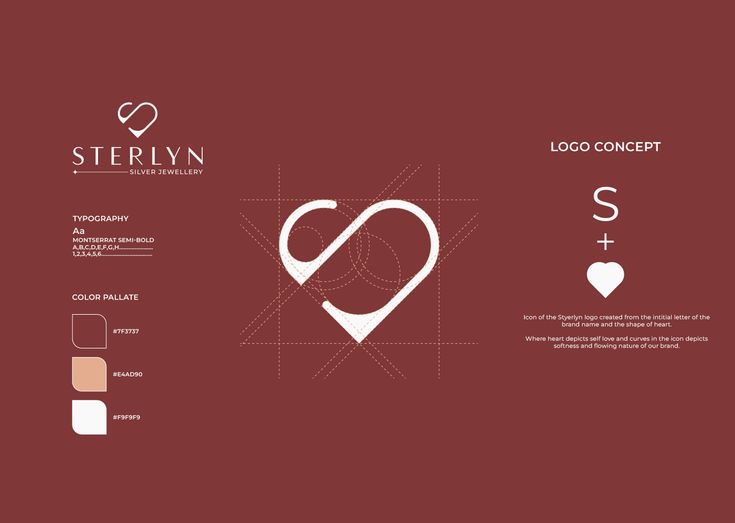 STERLYN
SILVER JEWELLERY
TYPOGRAPHY
Aa
MONTSERRAT SEMI-BOLD
A,B,C,D,E,F,G,H......................
1,2,3,4,5,6................................
COLOR PALLATE
#7F3737
#E4AD90
#F9F9F9
LOGO CONCEPT
S
+
Icon of the Styerlyn logo created from the intitial letter of the
brand name and the shape of heart.
Where heart depicts self love and curves in the icon depicts
softness and flowing nature of our brand.